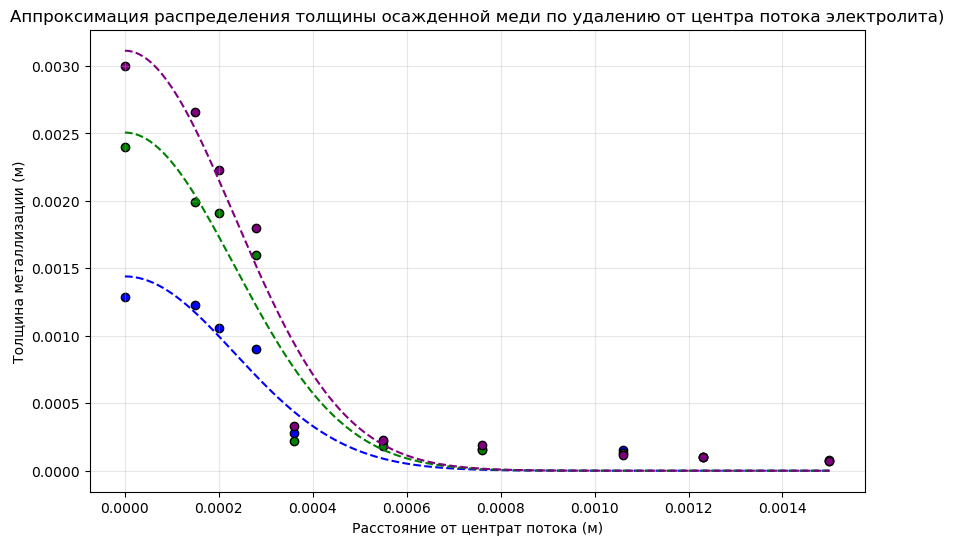 Аппроксимация распределения толщины осажденной меди по удалению от центра потока электролита)
Толщина металлизации (м)
0.0030
0.0025
0.0020
0.0015
0.0010
0.0005
0.0000
0.0000 0.0002 0.0004 0.0006 0.0008 0.0010 0.0012 0.0014
Расстояние от центрат потока (м)